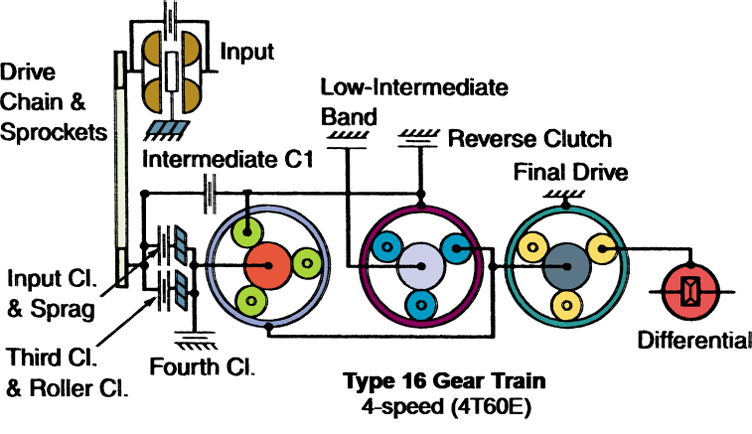 Input
Drive
Chain &
Sprockets
Low-Intermediate
Band
Reverse Clutch
Intermediate C1
Final Drive
Input Cl.
& Sprag
Third Cl.
& Roller Cl.
Fourth Cl.
Differential
Type 16 Gear Train
4-speed (4T60E)